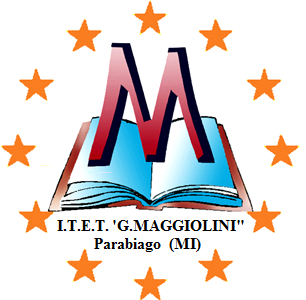 M
I.T.E.T. 'G.MAGGIOLINI"
Parabiago (MI)